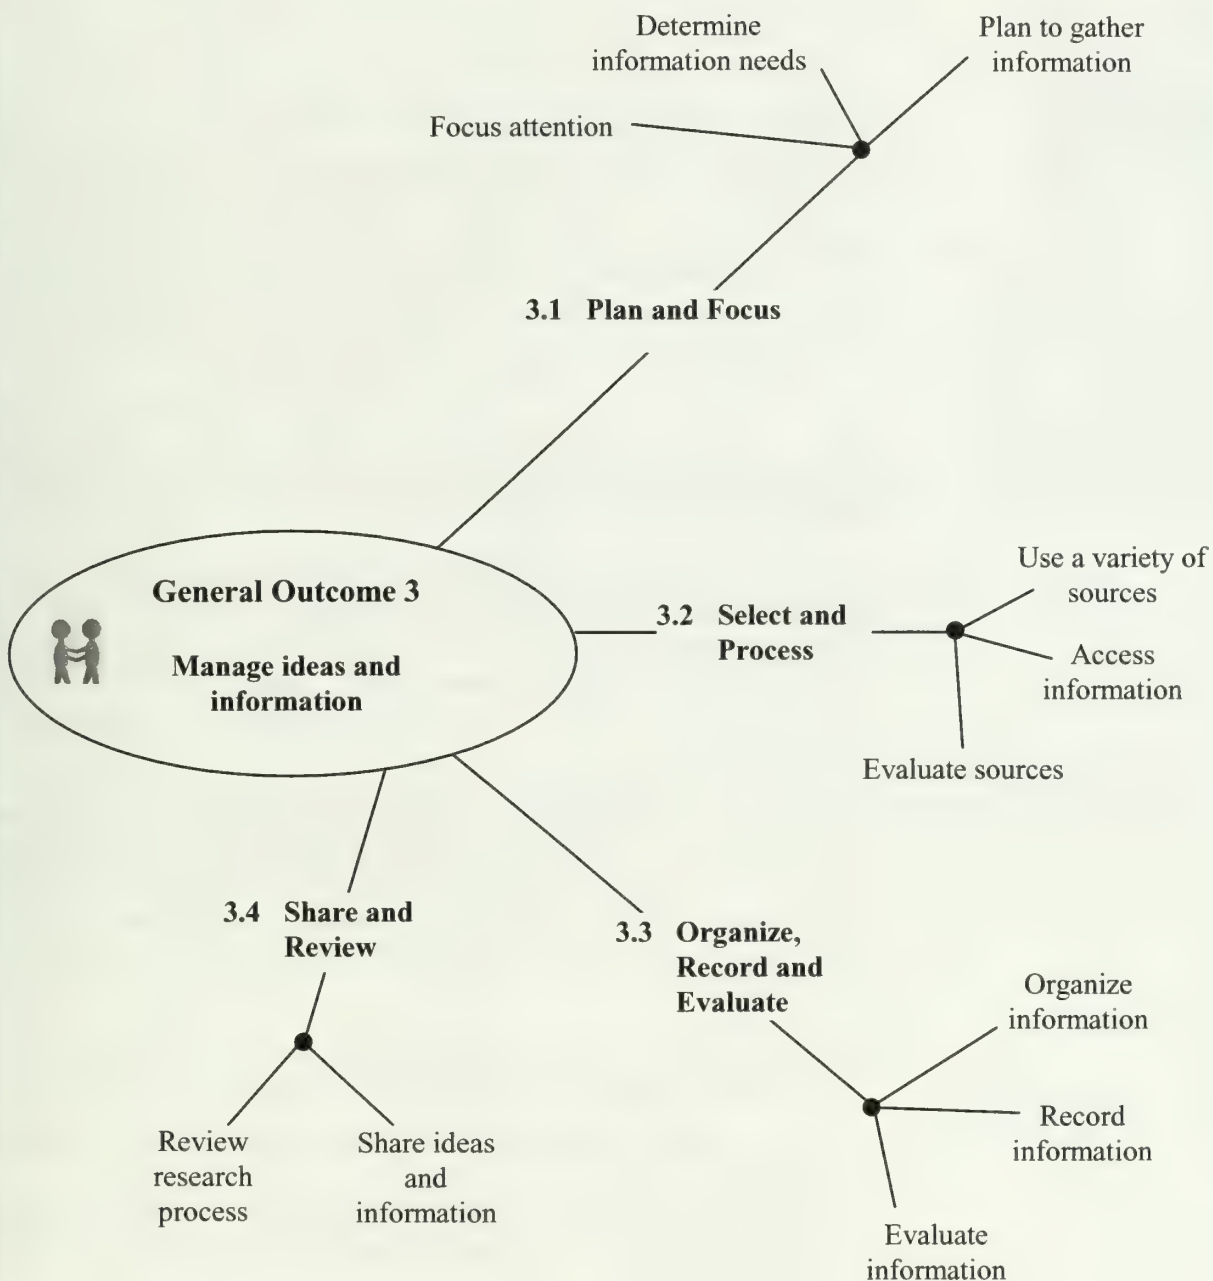 Determine
information needs
Plan to gather
information
Focus attention
3.1 Plan and Focus
General Outcome 3
Manage ideas and
information
3.2 Select and
Process
Use a variety of
sources
Access
information
Evaluate sources
3.4 Share and
Review
Review
research
process
Share ideas
and
information
3.3 Organize,
Record and
Evaluate
Organize
information
Record
information
Evaluate
information